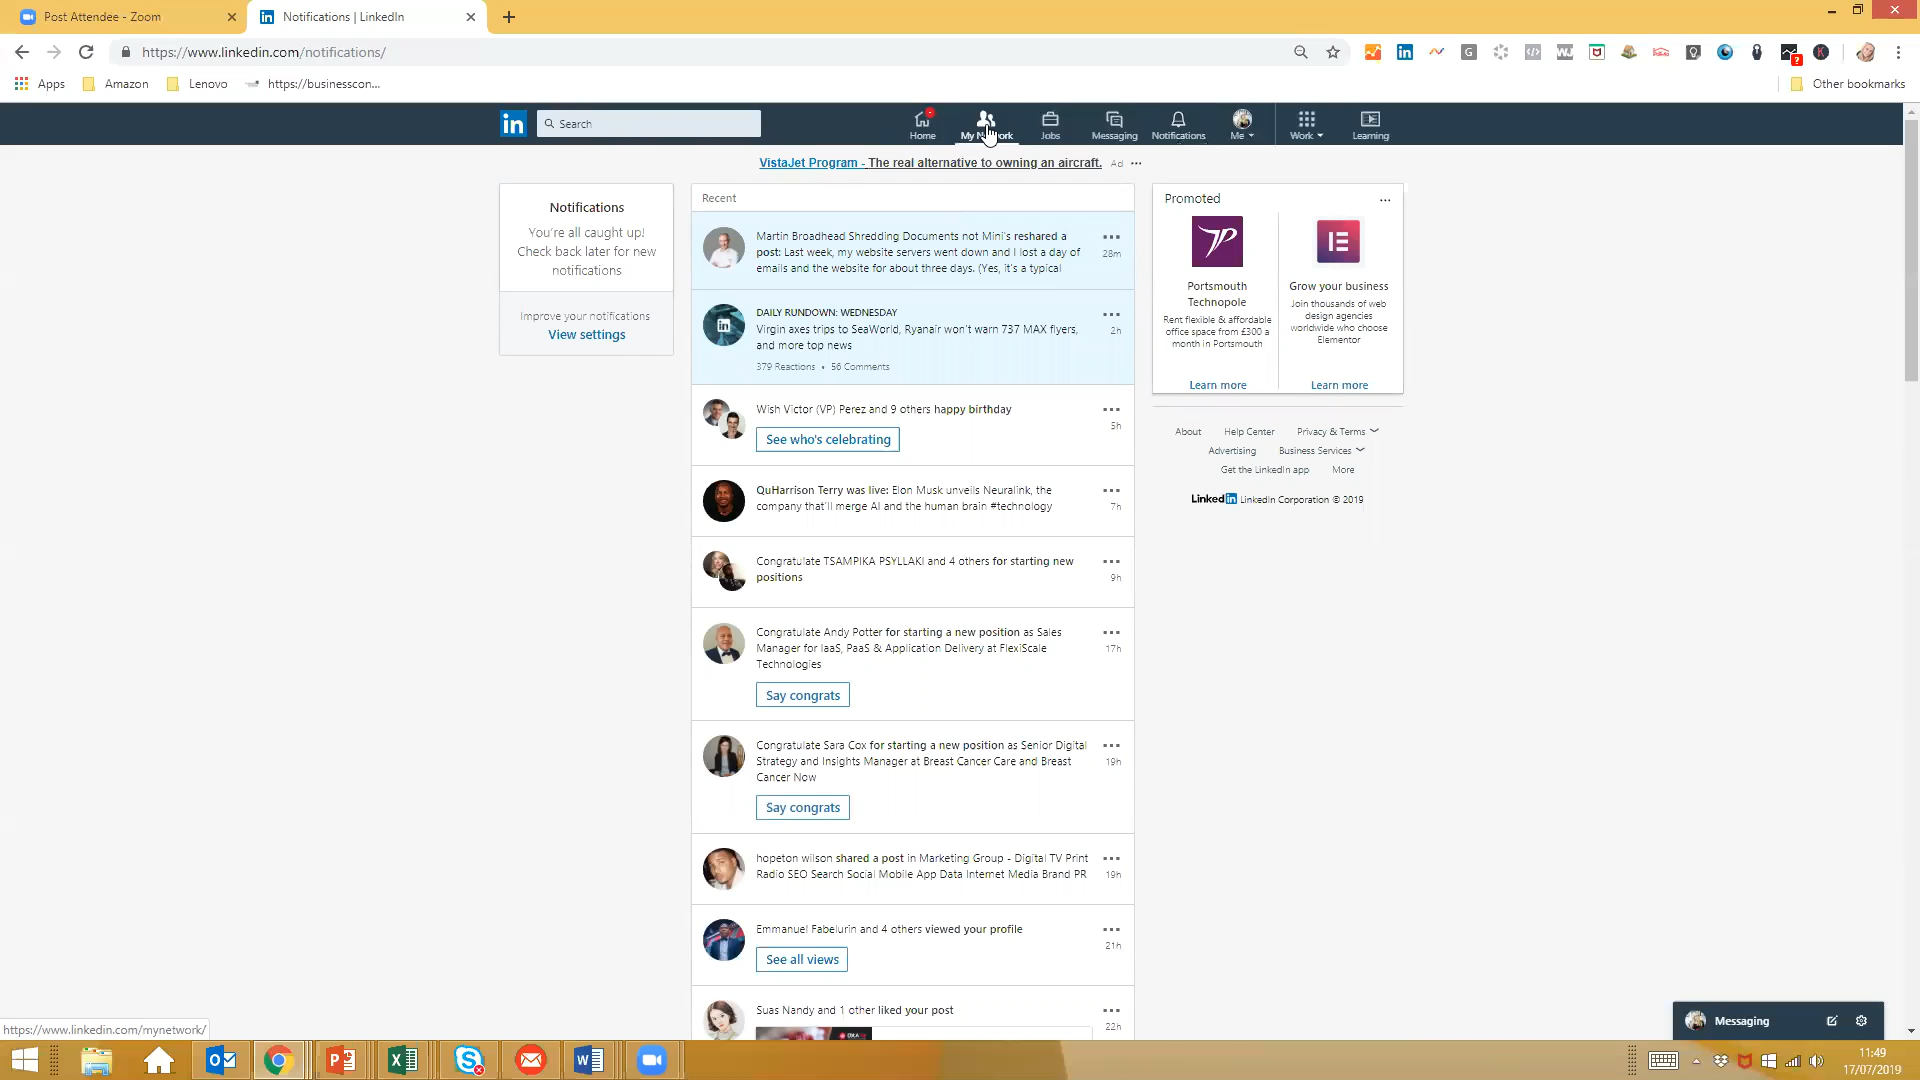 Post Attendee - Zoom
Notifications | LinkedIn
https://www.linkedin.com/notifications/
Apps
Amazon
Lenovo
https://businesscon...
Other bookmarks
Search
Home
My Network
Jobs
Messaging
Notifications
Me
Work
Learning
VistaJet Program - The real alternative to owning an aircraft.
Ad
Notifications
You're all caught up!
Check back later for new
notifications
Improve your notifications
View settings
Recent
Martin Broadhead Shredding Documents not Mini's reshared a
post: Last week, my website servers went down and I lost a day of
emails and the website for about three days. (Yes, it's a typical
28m
DAILY RUNDOWN: WEDNESDAY
Virgin axes trips to SeaWorld, Ryanair won't warn 737 MAX flyers,
and more top news
379 Reactions • 56 Comments
2h
Wish Victor (VP) Perez and 9 others happy birthday
See who's celebrating
5h
QuHarrison Terry was live: Elon Musk unveils Neuralink, the
company that'll merge AI and the human brain #technology
7h
Congratulate TSAMPIKA PSYLLAKI and 4 others for starting new
positions
9h
Congratulate Andy Potter for starting a new position as Sales
Manager for IaaS, PaaS & Application Delivery at FlexiScale
Technologies
Say congrats
17h
Congratulate Sara Cox for starting a new position as Senior Digital
Strategy and Insights Manager at Breast Cancer Care and Breast
Cancer Now
Say congrats
19h
hopeton wilson shared a post in Marketing Group - Digital TV Print
Radio SEO Search Social Mobile App Data Internet Media Brand PR
19h
Emmanuel Fabelurin and 4 others viewed your profile
See all views
21h
Suas Nandy and 1 other liked your post
22h
Promoted
Portsmouth
Technopole
Rent flexible & affordable
office space from £300 a
month in Portsmouth
Learn more
Grow your business
Join thousands of web
design agencies
worldwide who choose
Elementor
Learn more
About
Help Center
Privacy & Terms
Advertising
Business Services
Get the LinkedIn app
More
LinkedIn LinkedIn Corporation © 2019
Messaging
https://www.linkedin.com/mynetwork/
11:49
17/07/2019